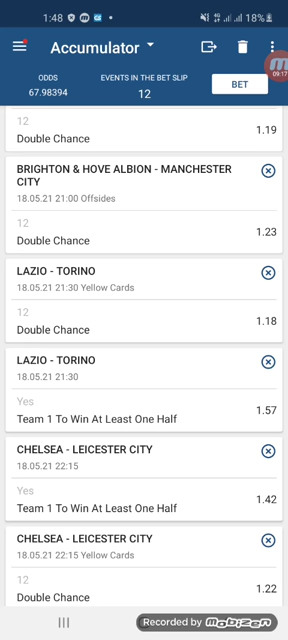 1:48
18%
Accumulator
09:17
ODDS
67.98394
EVENTS IN THE BET SLIP
12
BET
12
Double Chance
1.19
BRIGHTON & HOVE ALBION - MANCHESTER
CITY
18.05.21 21:00 Offsides
12
Double Chance
1.23
LAZIO - TORINO
18.05.21 21:30 Yellow Cards
12
Double Chance
1.18
LAZIO - TORINO
18.05.21 21:30
Yes
Team 1 To Win At Least One Half
1.57
CHELSEA - LEICESTER CITY
18.05.21 22:15
Yes
Team 1 To Win At Least One Half
1.42
CHELSEA - LEICESTER CITY
18.05.21 22:15 Yellow Cards
12
Double Chance
1.22
Recorded by mobizen